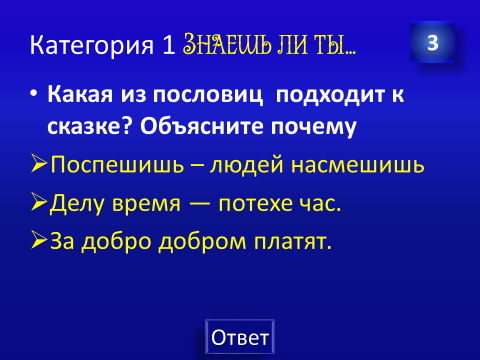 Категория 1 Знаешь ли ты...
3
• Какая из пословиц подходит к
сказке? Объясните почему
➢Поспешишь – людей насмешишь
➢Делу время — потехе час.
➢За добро добром платят.
Ответ